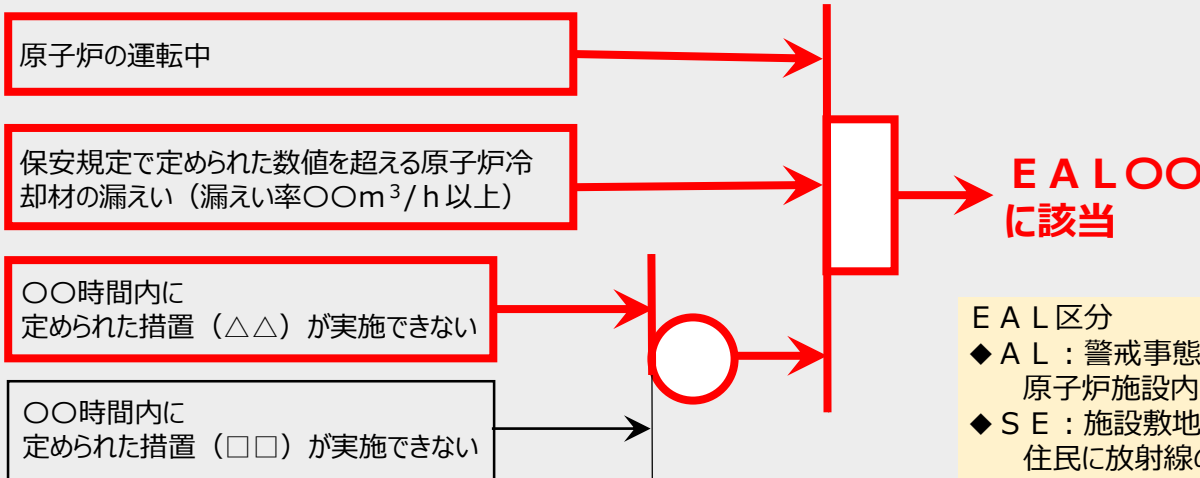 原子炉の運転中
保安規定で定められた数値を超える原子炉冷
却材の漏えい（漏えい率〇〇ｍ³/ｈ以上）
〇〇時間内に
定められた措置（△△）が実施できない
〇〇時間内に
定められた措置（□□）が実施できない
ＥＡＬ〇〇
に該当
ＥＡＬ区分
◆ＡＬ：警戒事態
原子炉施設内
◆ＳＥ：施設敷地
住民に放射線の